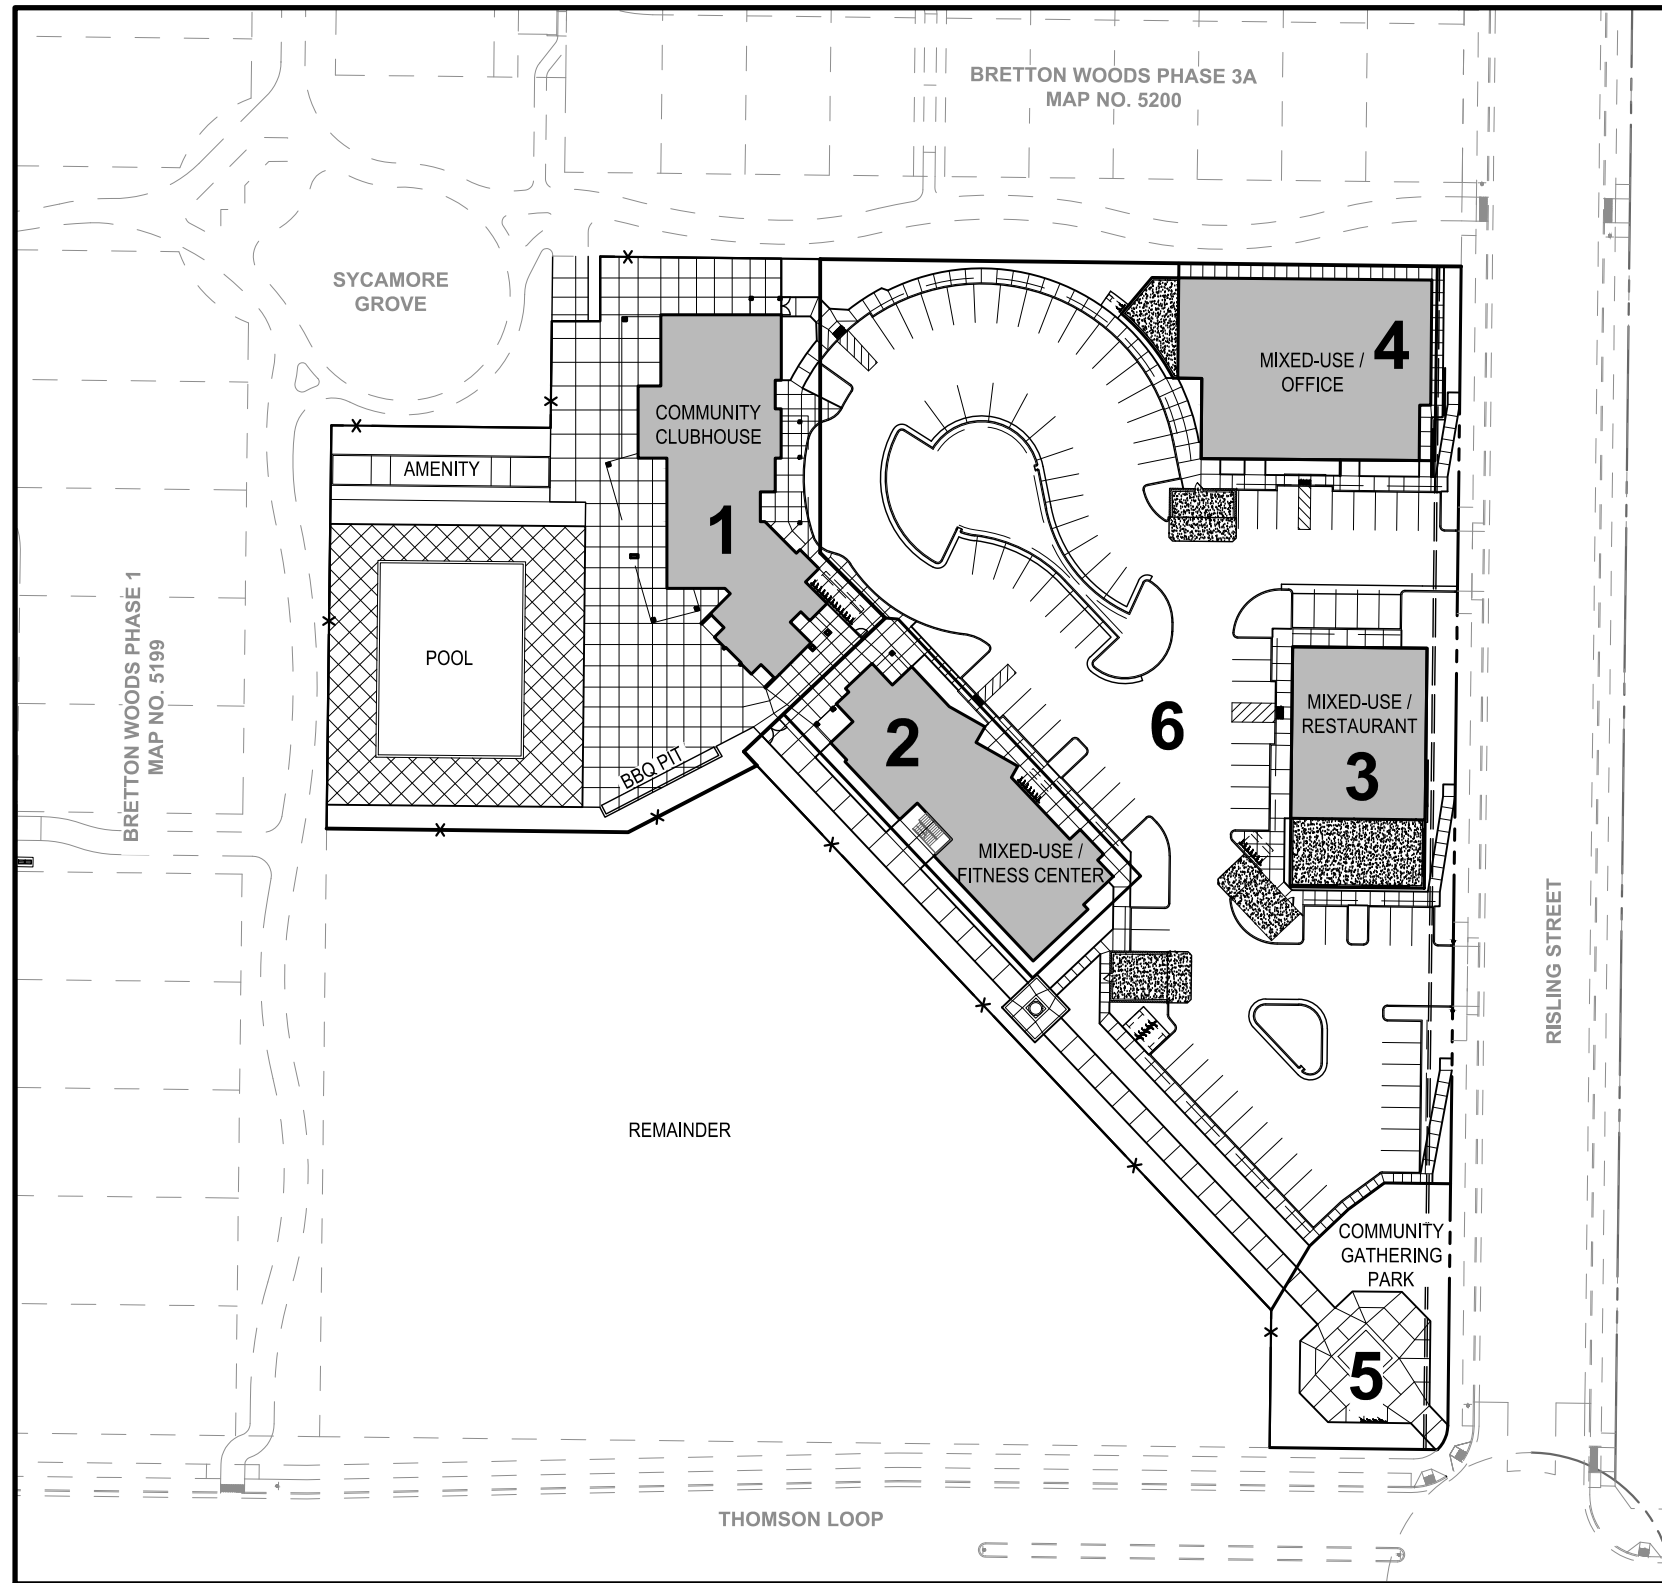 BRETTON WOODS PHASE 3A
MAP NO. 5200
SYCAMORE
GROVE
4
MIXED-USE /
OFFICE
COMMUNITY
CLUBHOUSE
AMENITY
1
BRETTON WOODS PHASE 1
MAP NO. 5199
POOL
2
6
MIXED-USE /
RESTAURANT
3
BBQ PIT
MIXED-USE /
FITNESS CENTER
RISLING STREET
REMAINDER
COMMUNITY
GATHERING
PARK
5
THOMSON LOOP